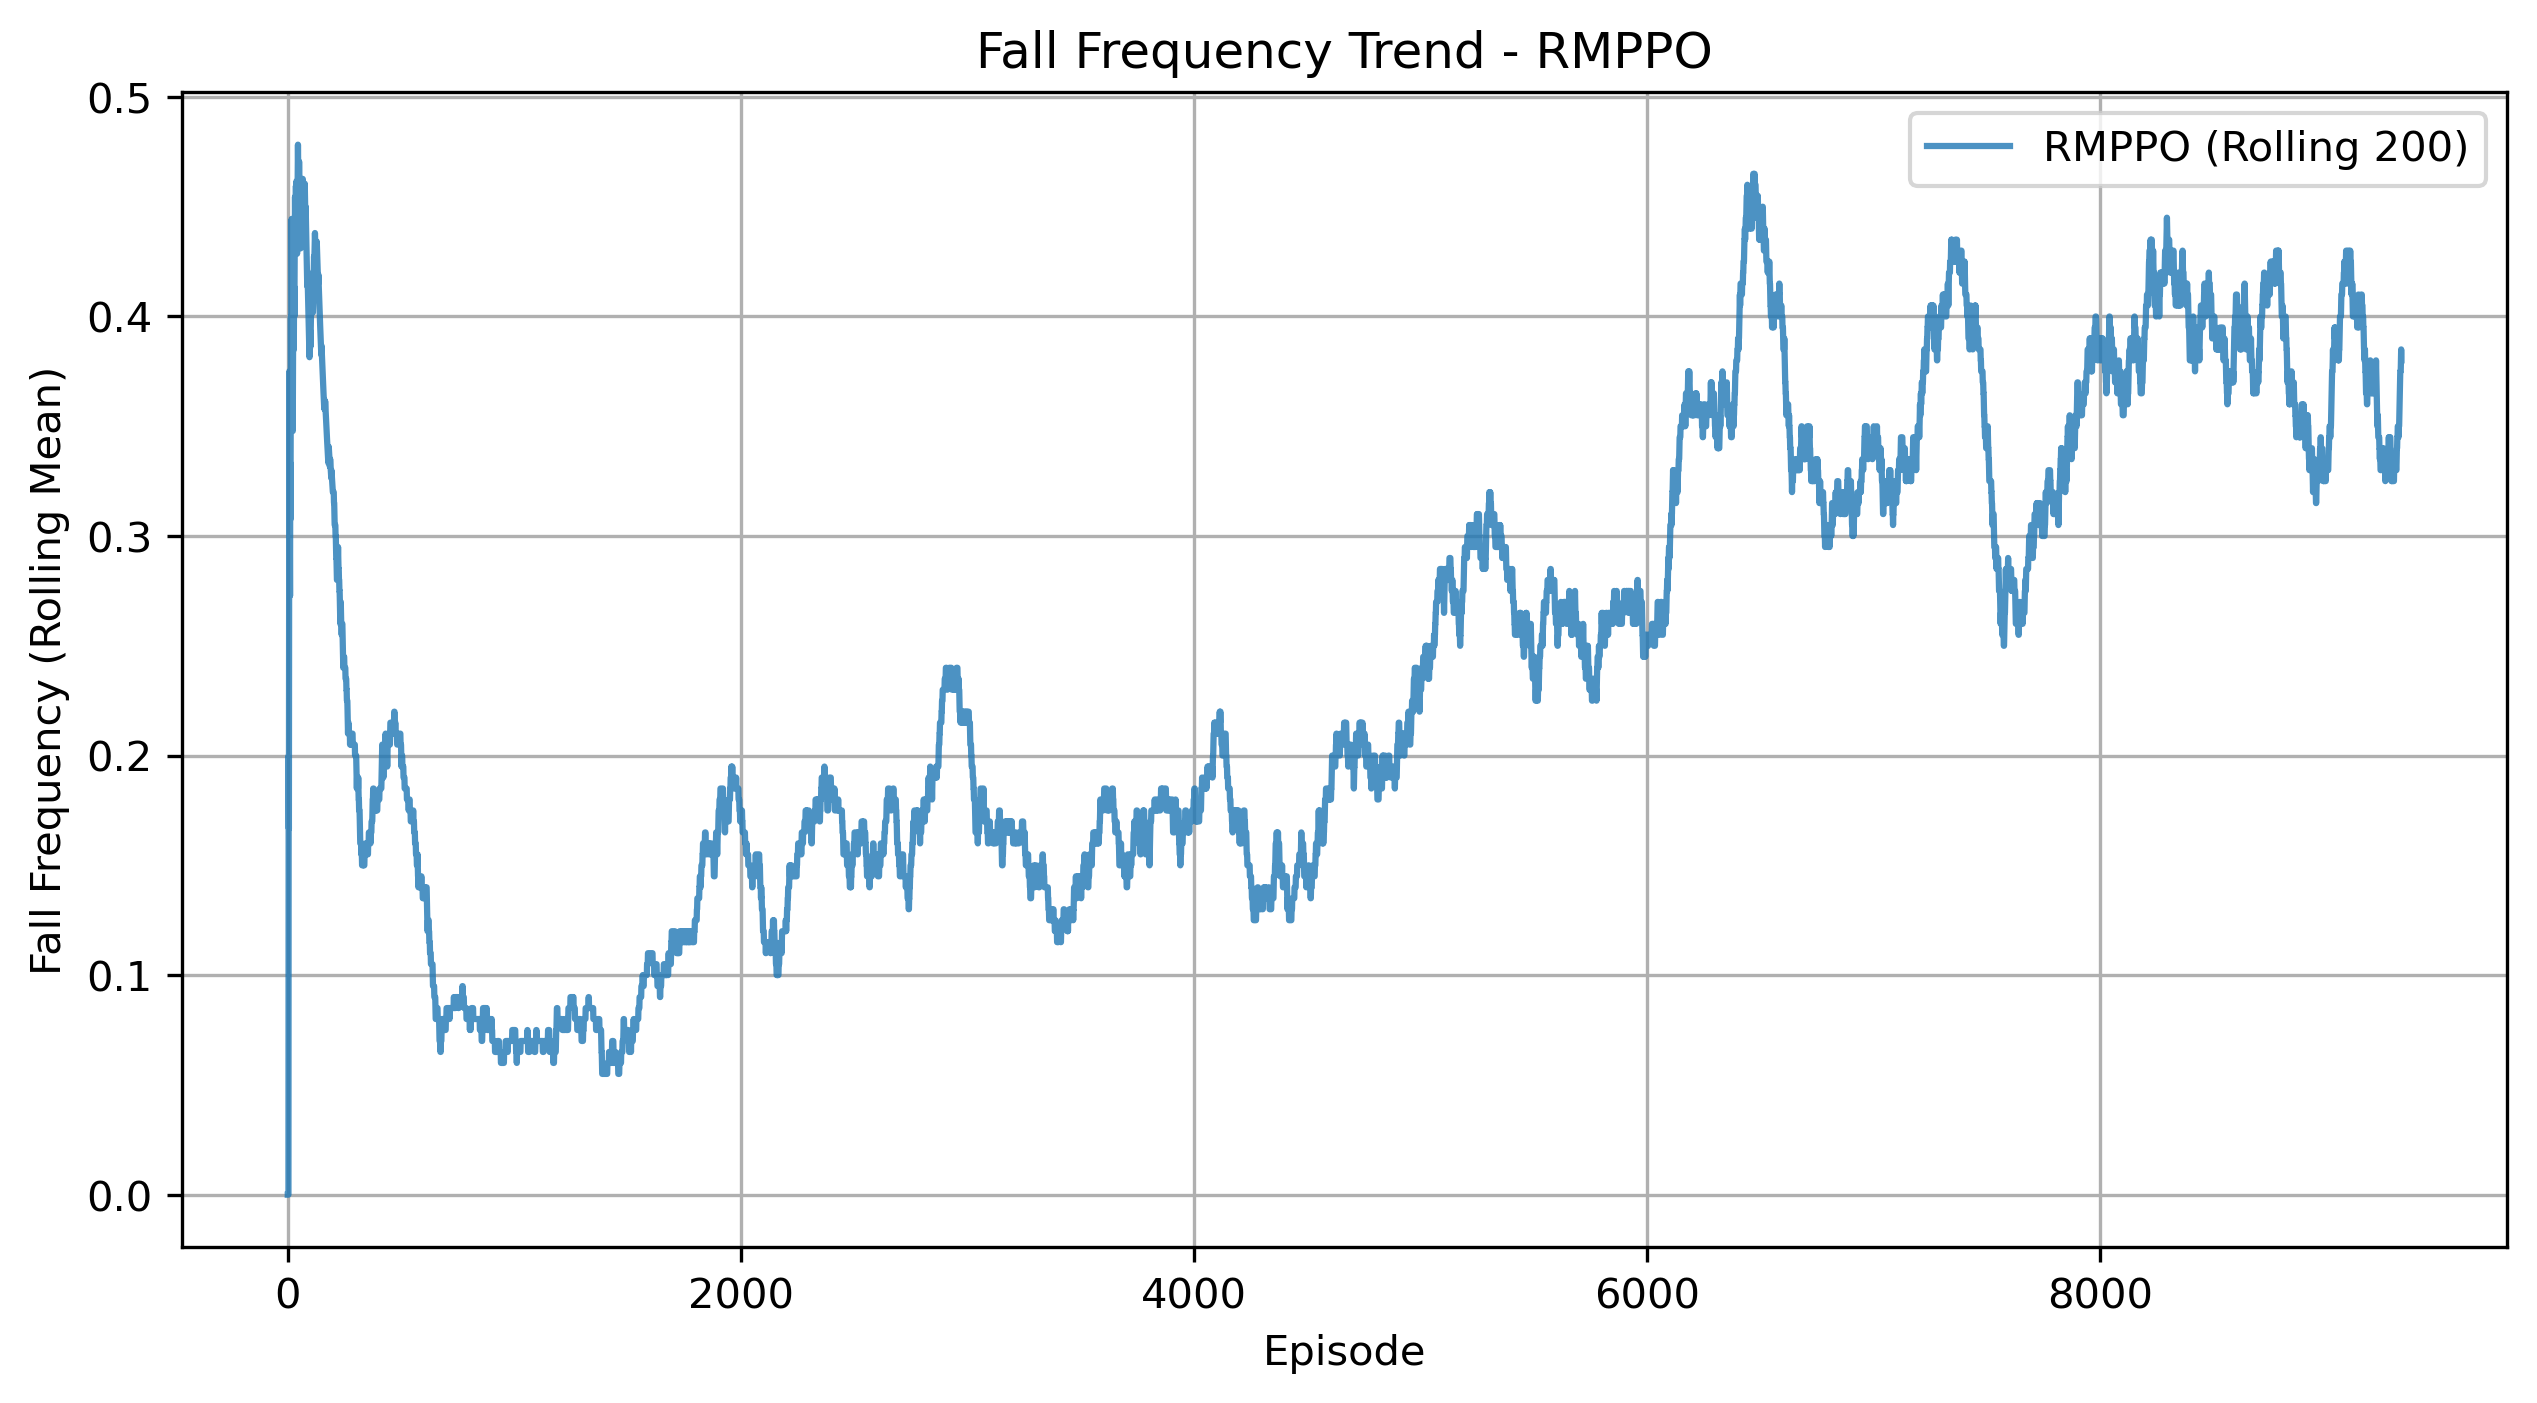 Fall Frequency Trend - RMPPO
RMPPO (Rolling 200)
Fall Frequency (Rolling Mean)
0.5
0.4
0.3
0.2
0.1
0.0
0 2000 4000 6000 8000
Episode